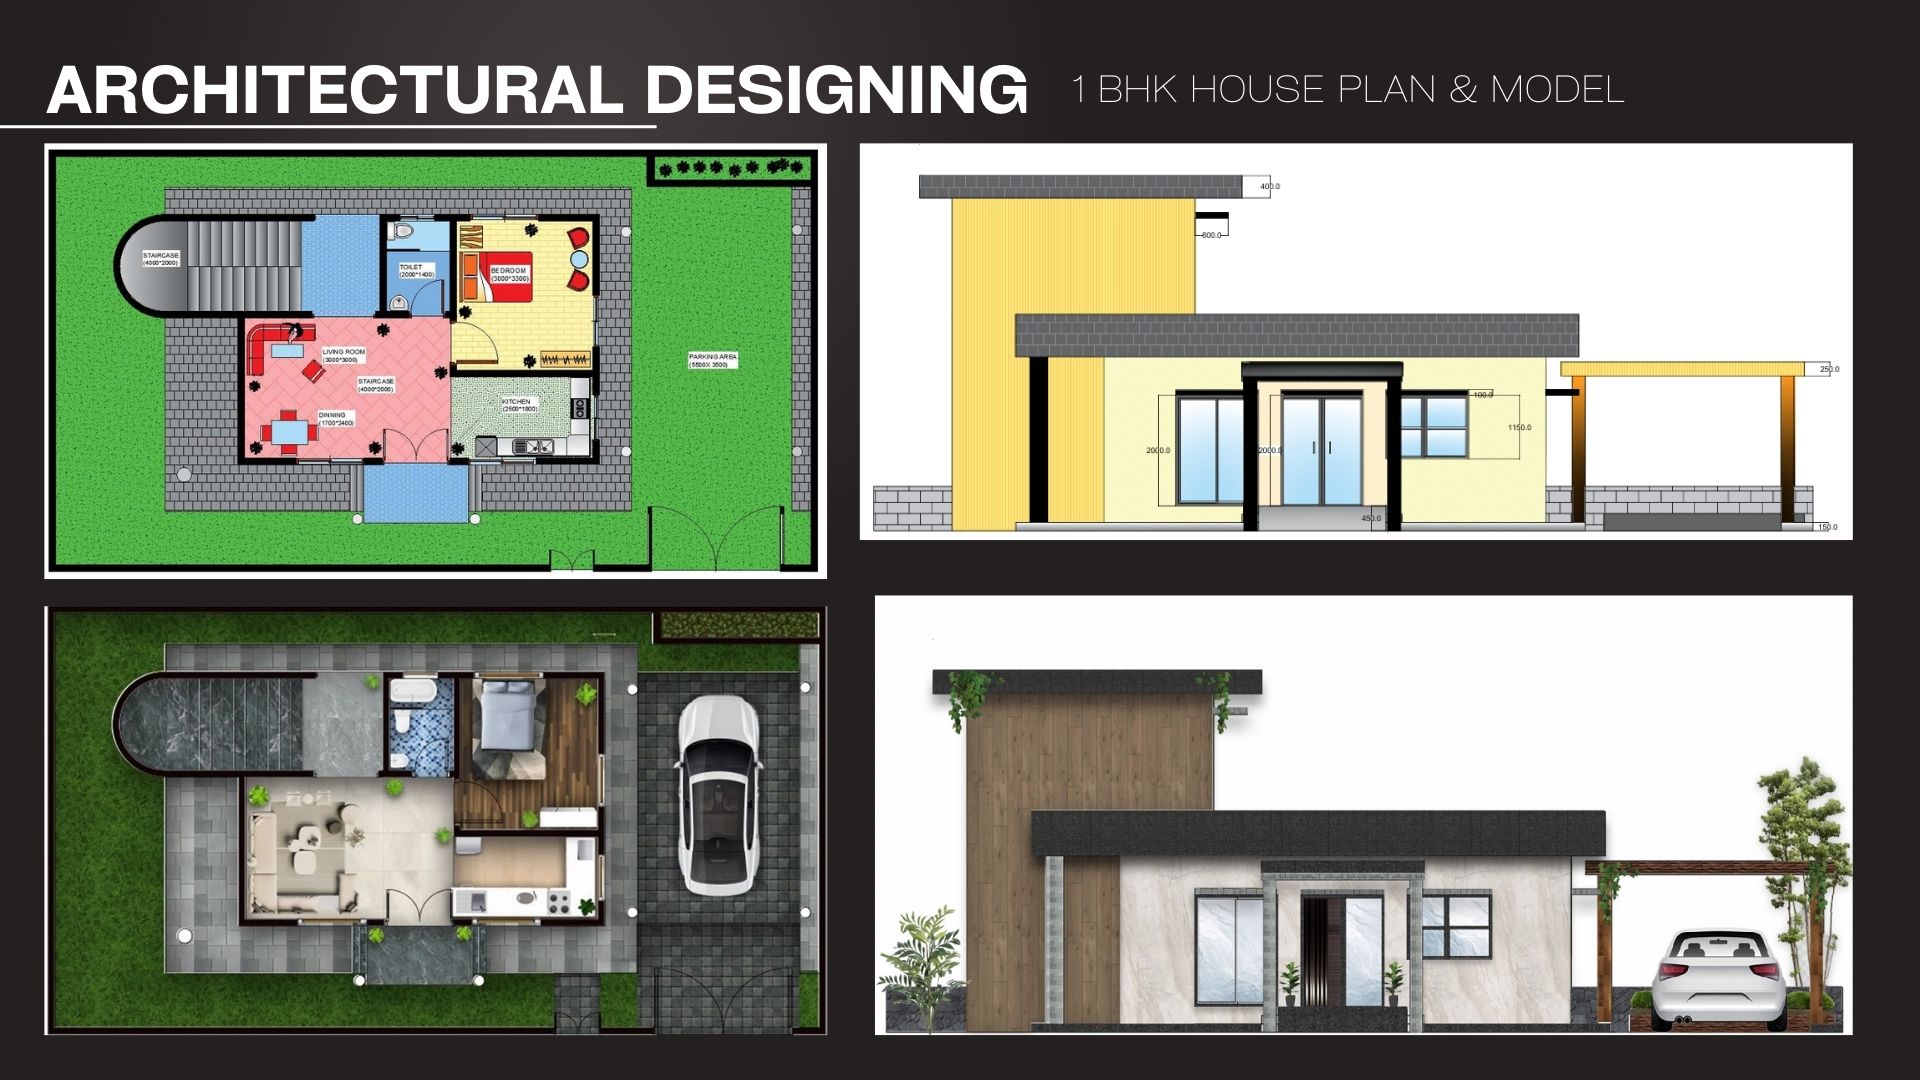 ARCHITECTURAL DESIGNING
1 BHK HOUSE PLAN & MODEL
STAIRCASE
(4000*2000)
TOILET
(2000*1400)
BEDROOM
(3000*3300)
LIVING ROOM
(3000*3000)
STAIRCASE
(4000*2000)
DINNING
(1700*2400)
KITCHEN
(2500*1800)
PARKING AREA
(5500X 3500)
400.0
600.0
250.0
100.0
1150.0
2000.0
2000.0
450.0
150.0